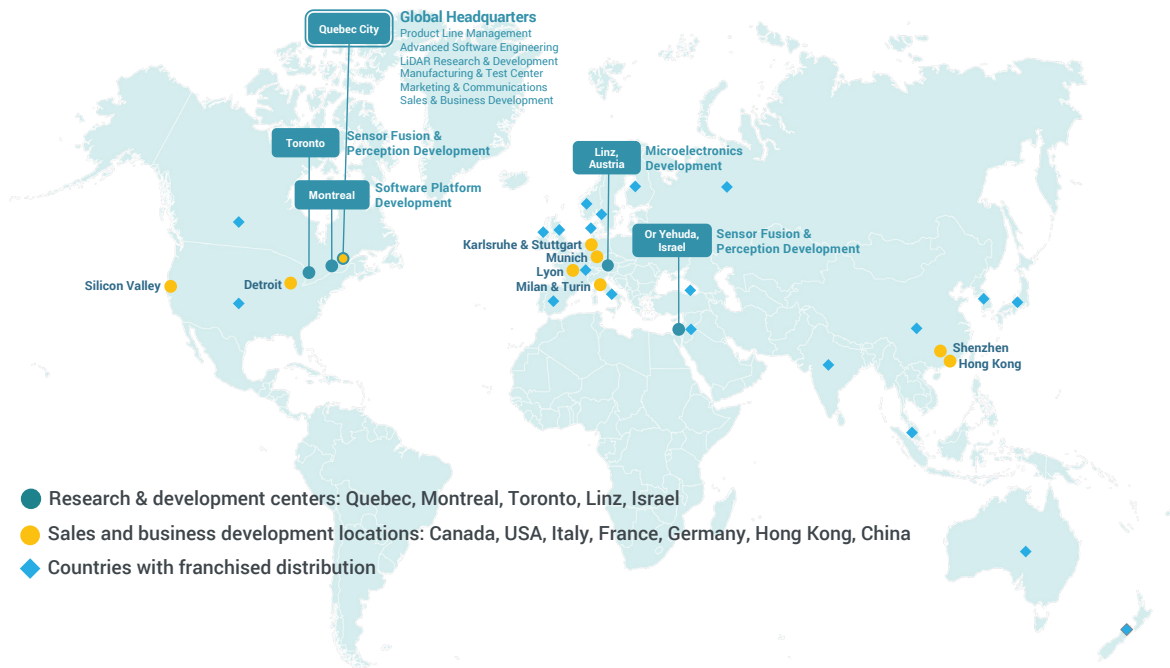 Quebec City
Global Headquarters
Product Line Management
Advanced Software Engineering
LiDAR Research & Development
Manufacturing & Test Center
Marketing & Communications
Sales & Business Development
Toronto
Sensor Fusion &
Perception Development
Montreal
Software Platform
Development
Linz,
Austria
Microelectronics
Development
Or Yehuda,
Israel
Sensor Fusion &
Perception Development
Karlsruhe & Stuttgart
Munich
Lyon
Milan & Turin
Silicon Valley
Detroit
Shenzhen
Hong Kong
Research & development centers: Quebec, Montreal, Toronto, Linz, Israel
Sales and business development locations: Canada, USA, Italy, France, Germany, Hong Kong, China
Countries with franchised distribution